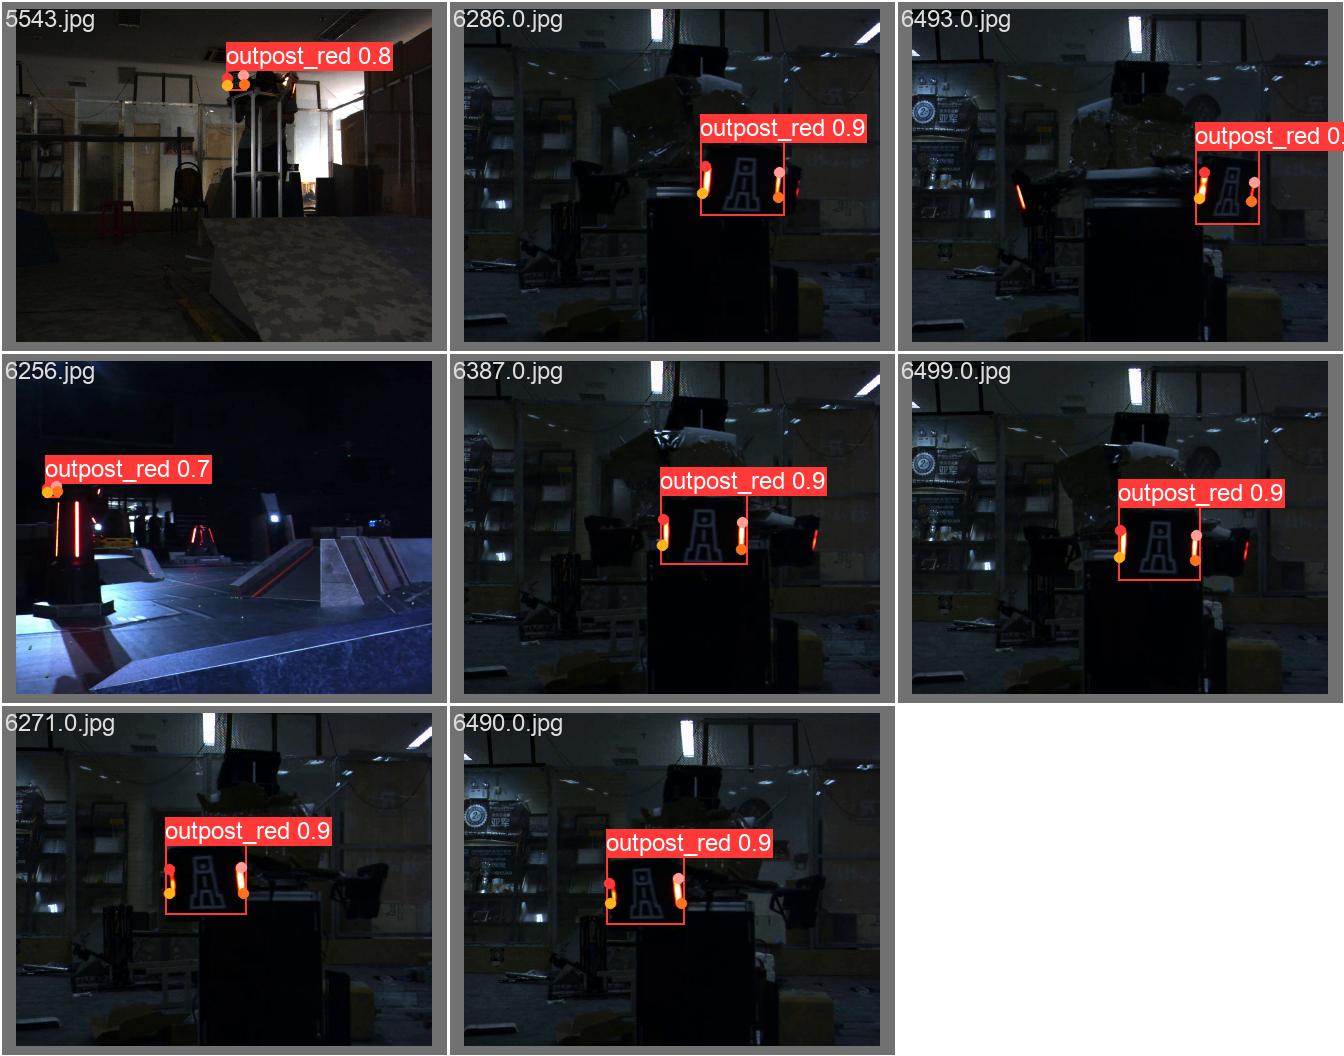 5543.jpg
outpost_red 0.8
6286.0.jpg
outpost_red 0.9
6493.0.jpg
outpost_red 0.
6256.jpg
outpost_red 0.7
6387.0.jpg
outpost_red 0.9
6499.0.jpg
outpost_red 0.9
6271.0.jpg
outpost_red 0.9
6490.0.jpg
outpost_red 0.9
亚军